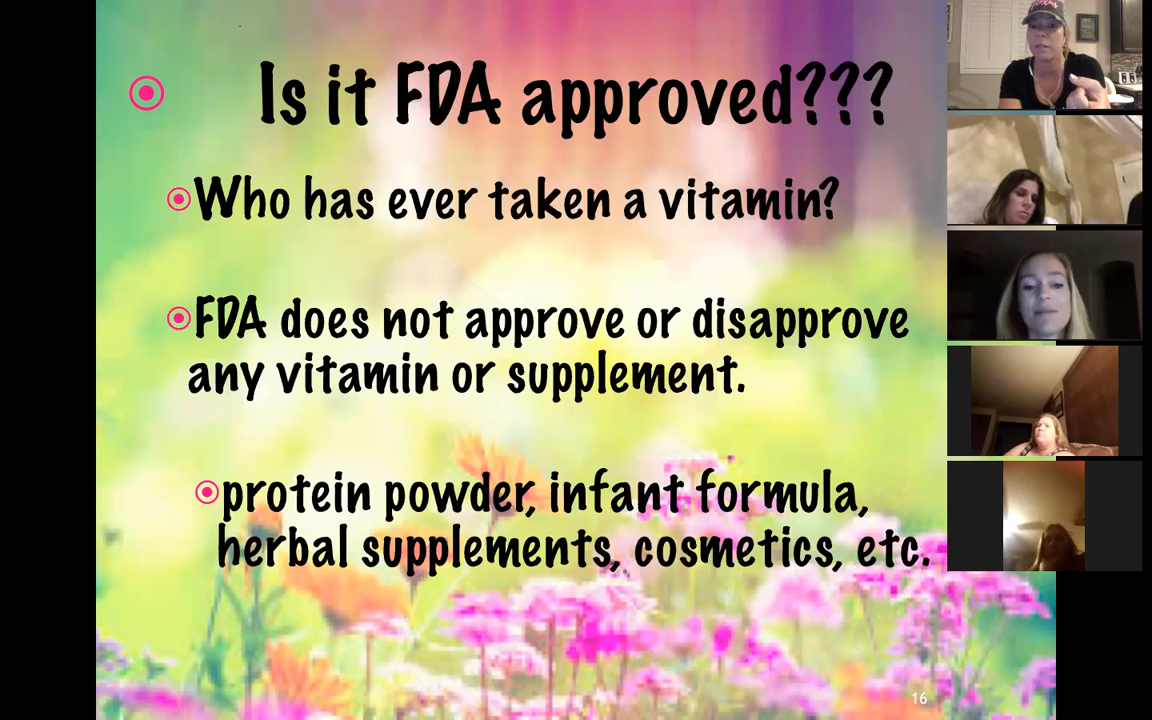 Is it FDA approved???
Who has ever taken a vitamin?
FDA does not approve or disapprove
any vitamin or supplement.
protein powder, infant formula,
herbal supplements, cosmetics, etc.
16